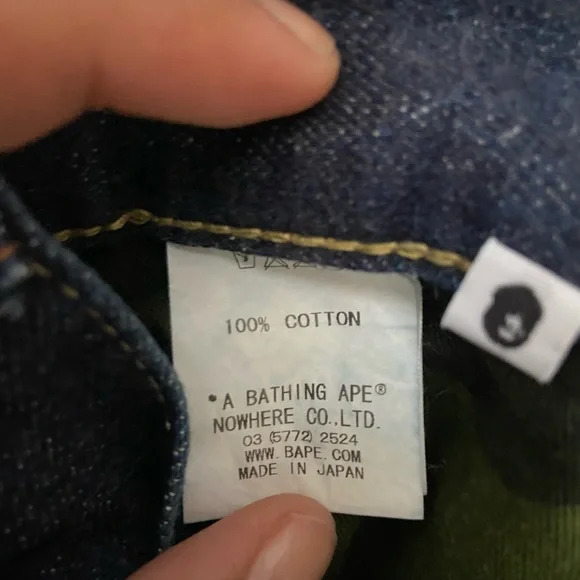 100% COTTON
•A BATHING APE®
NOWHERE CO.,LTD.
03 (5772) 2524
WWW. BAPE. COM
MADE IN JAPAN